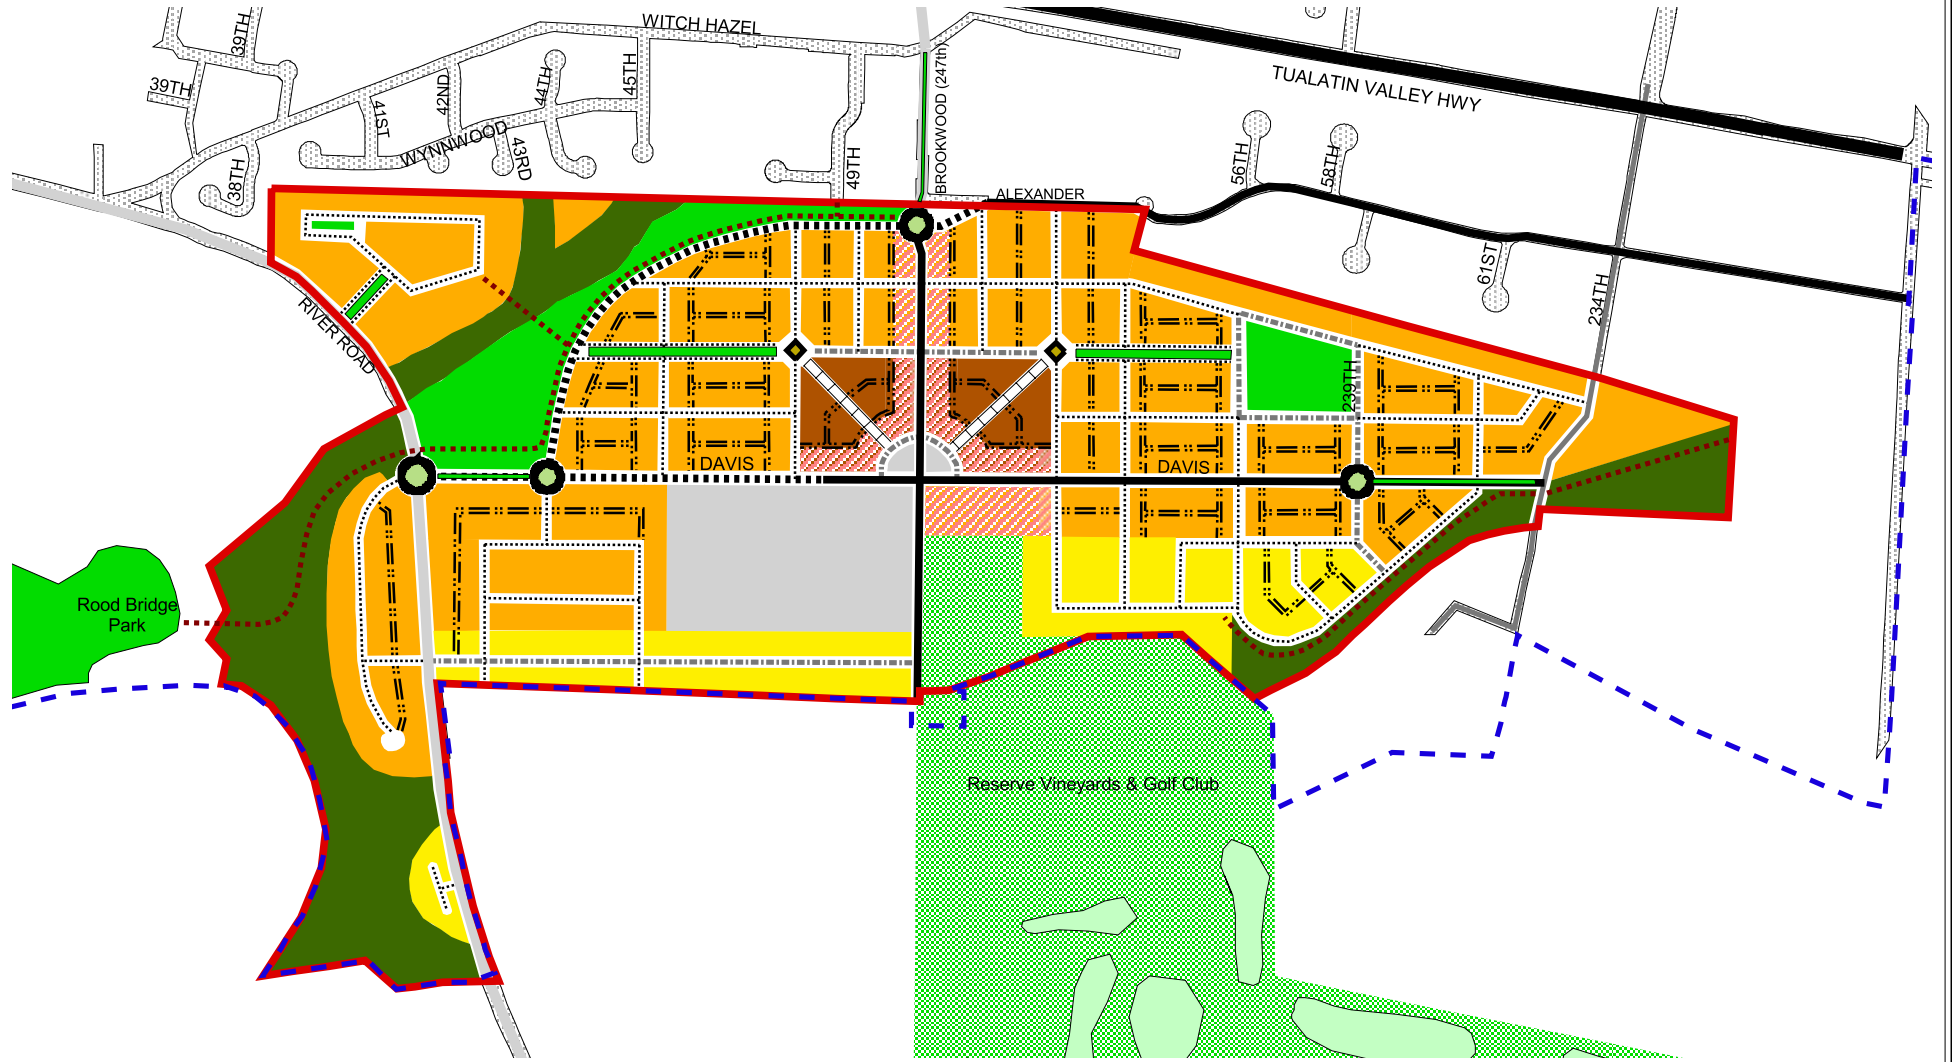 WITCH HAZEL
39TH
39TH
41ST
42ND
44TH
45TH
WYNNWOOD
43RD
38TH
49TH
BROOKWOOD (247th)
TUALATIN VALLEY HWY
ALEXANDER
56TH
58TH
61ST
234TH
RIVER ROAD
239TH
DAVIS
DAVIS
Rood Bridge
Park
Reserve Vineyards & Golf Club